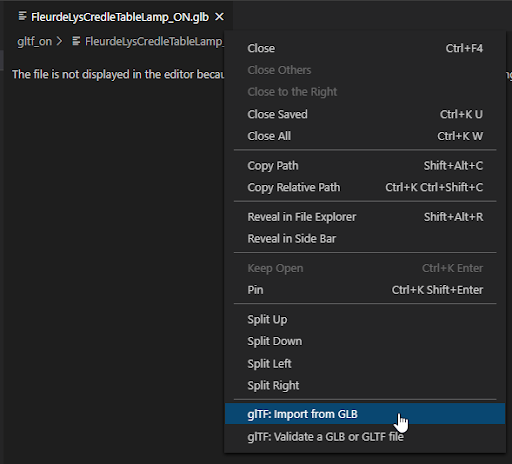 FleurdeLysCredleTableLamp_ON.glb
gltf_on > FleurdeLysCredleTableLamp_
The file is not displayed in the editor becau
Close Ctrl+F4
Close Others
Close to the Right
Close Saved Ctrl+K U
Close All Ctrl+K W
Copy Path Shift+Alt+C
Copy Relative Path Ctrl+K Ctrl+Shift+C
Reveal in File Explorer Shift+Alt+R
Reveal in Side Bar
Keep Open Ctrl+K Enter
Pin Ctrl+K Shift+Enter
Split Up
Split Down
Split Left
Split Right
glTF: Import from GLB
glTF: Validate a GLB or GLTF file